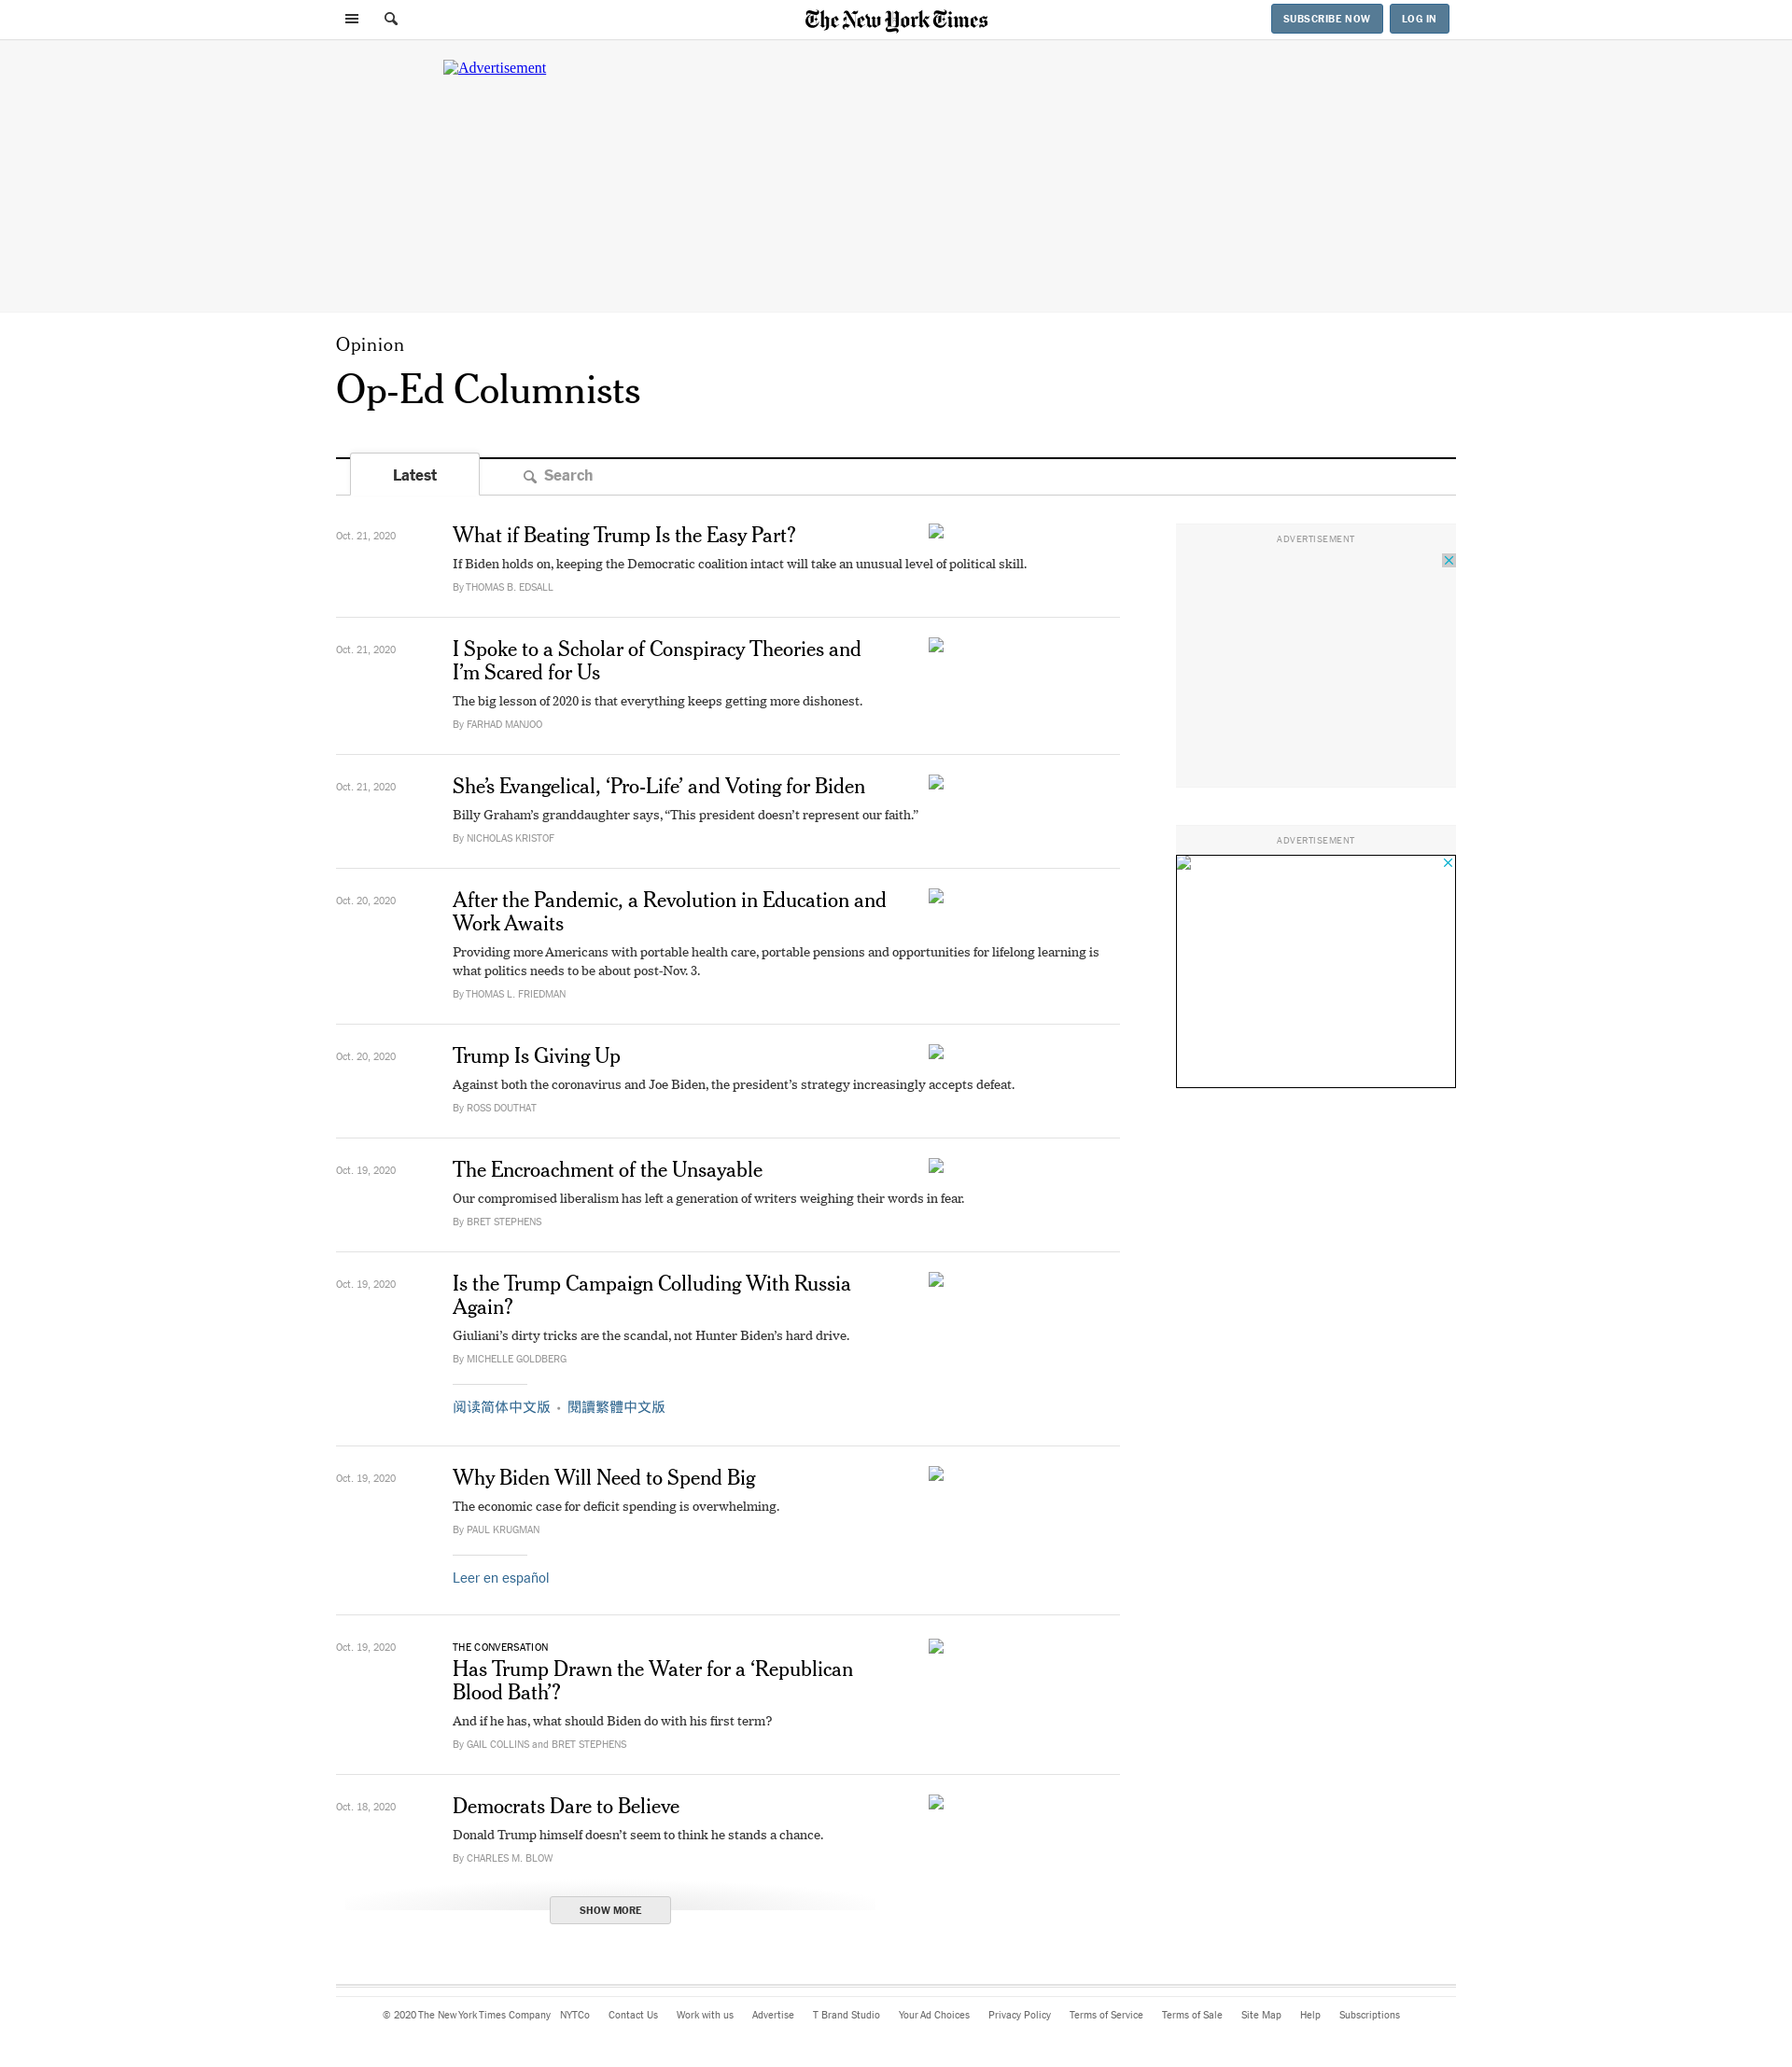 The New York Times
SUBSCRIBE NOW
LOG IN
Advertisement
Opinion
Op-Ed Columnists
Latest
Search
Oct. 21, 2020
What if Beating Trump Is the Easy Part?
If Biden holds on, keeping the Democratic coalition intact will take an unusual level of political skill.
By THOMAS B. EDSALL
ADVERTISEMENT
Oct. 21, 2020
I Spoke to a Scholar of Conspiracy Theories and
I’m Scared for Us
The big lesson of 2020 is that everything keeps getting more dishonest.
By FARHAD MANJOO
Oct. 21, 2020
She’s Evangelical, ‘Pro-Life’ and Voting for Biden
Billy Graham’s granddaughter says, “This president doesn’t represent our faith.”
By NICHOLAS KRISTOF
ADVERTISEMENT
Oct. 20, 2020
After the Pandemic, a Revolution in Education and
Work Awaits
Providing more Americans with portable health care, portable pensions and opportunities for lifelong learning is
what politics needs to be about post-Nov. 3.
By THOMAS L. FRIEDMAN
Oct. 20, 2020
Trump Is Giving Up
Against both the coronavirus and Joe Biden, the president’s strategy increasingly accepts defeat.
By ROSS DOUTHAT
Oct. 19, 2020
The Encroachment of the Unsayable
Our compromised liberalism has left a generation of writers weighing their words in fear.
By BRET STEPHENS
Oct. 19, 2020
Is the Trump Campaign Colluding With Russia
Again?
Giuliani’s dirty tricks are the scandal, not Hunter Biden’s hard drive.
By MICHELLE GOLDBERG
阅读简体中文版 • 閱讀繁體中文版
Oct. 19, 2020
Why Biden Will Need to Spend Big
The economic case for deficit spending is overwhelming.
By PAUL KRUGMAN
Leer en español
Oct. 19, 2020
THE CONVERSATION
Has Trump Drawn the Water for a ‘Republican
Blood Bath’?
And if he has, what should Biden do with his first term?
By GAIL COLLINS and BRET STEPHENS
Oct. 18, 2020
Democrats Dare to Believe
Donald Trump himself doesn’t seem to think he stands a chance.
By CHARLES M. BLOW
SHOW MORE
© 2020 The New York Times Company NYTCo Contact Us Work with us Advertise T Brand Studio Your Ad Choices Privacy Policy Terms of Service Terms of Sale Site Map Help Subscriptions